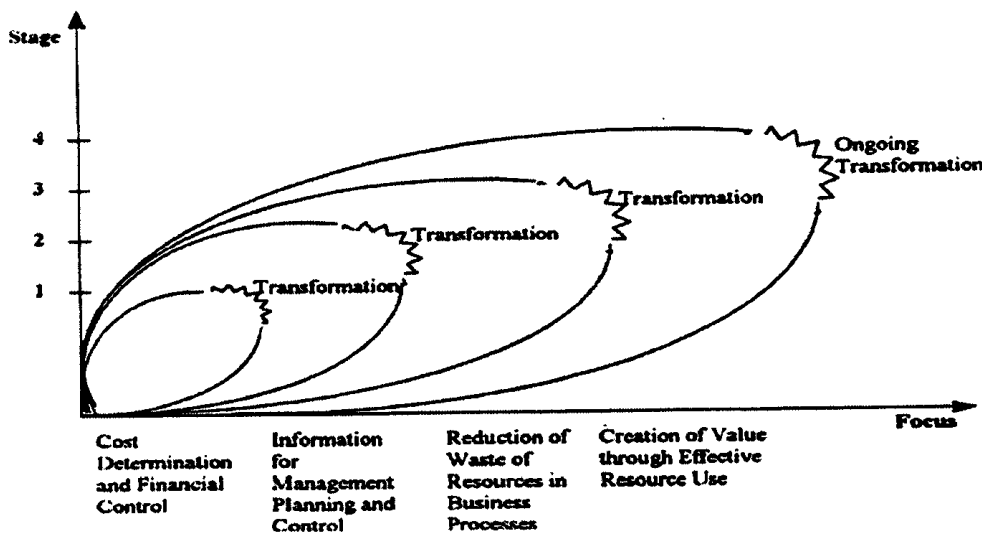 Stage
4
Ongoing
Transformation
3
Transformation
2
Transformation
1
Transformation
Focus
Cost
Determination
and Financial
Control
Information
for
Management
Planning and
Control
Reduction of
Waste of
Resources in
Business
Processes
Creation of Value
through Effective
Resource Use